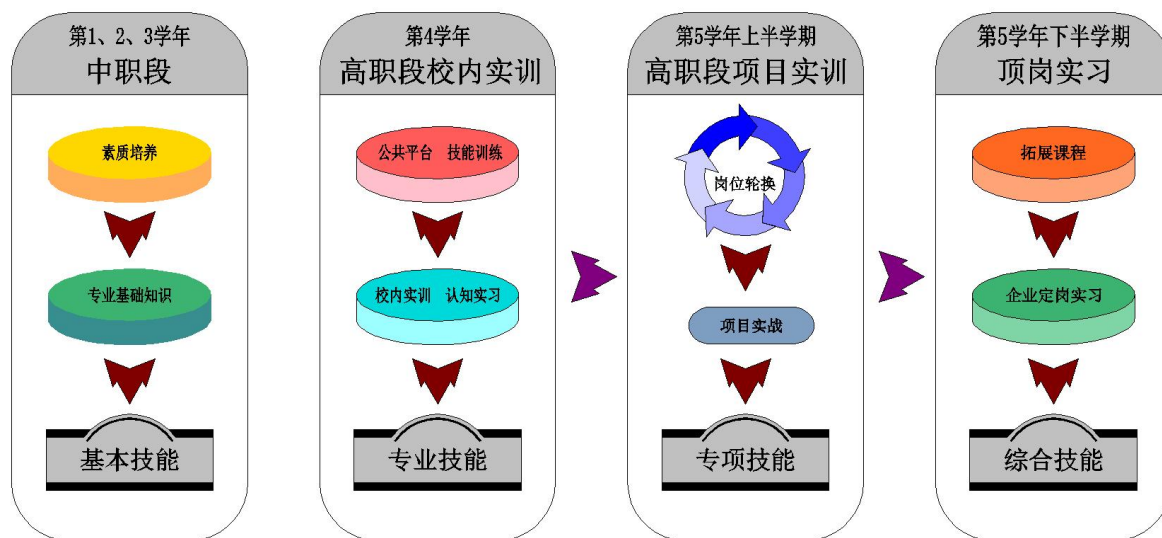 第1、2、3学年
中职段
素质培养
专业基础知识
基本技能
第4学年
高职段校内实训
公共平台 技能训练
校内实训 认知实习
专业技能
第5学年上半学期
高职段项目实训
岗位轮换
项目实战
专项技能
第5学年下半学期
顶岗实习
拓展课程
企业定岗实习
综合技能